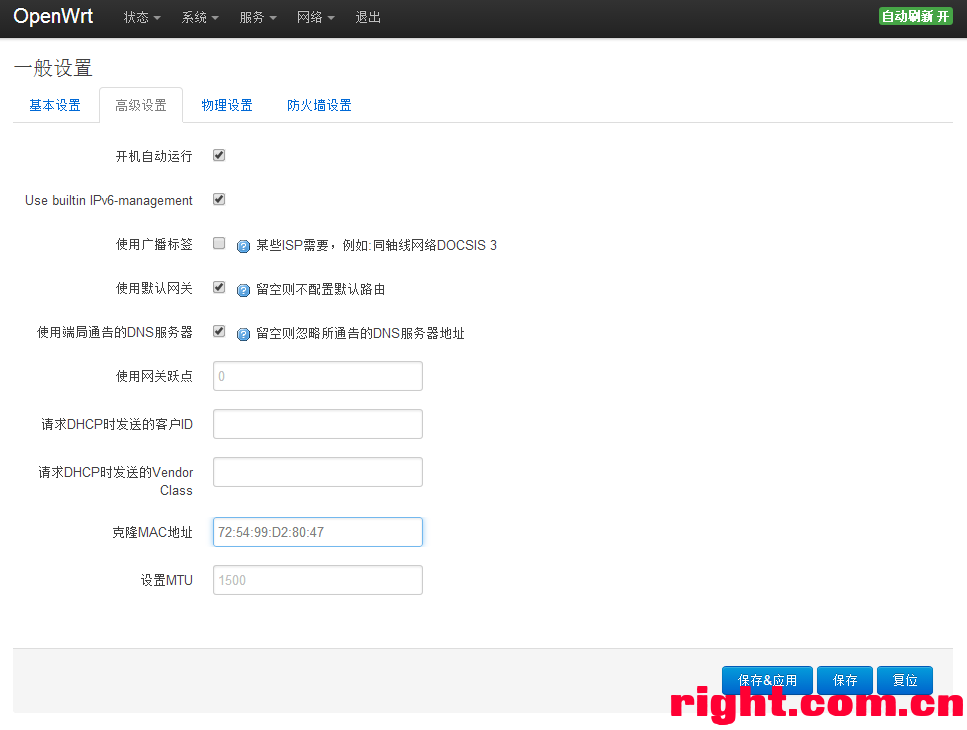 OpenWrt 状态 系统 服务 网络 退出 自动刷新 开
一般设置
基本设置 高级设置 物理设置 防火墙设置
开机自动运行
Use builtin IPv6-management
使用广播标签 某些ISP需要，例如:同轴线网络DOCSIS 3
使用默认网关 留空则不配置默认路由
使用端局通告的DNS服务器 留空则忽略所通告的DNS服务器地址
使用网关跃点 0
请求DHCP时发送的客户ID
请求DHCP时发送的Vendor
Class
克隆MAC地址 72:54:99:D2:80:47
设置MTU 1500
保存&应用 保存 复位
right.com.cn